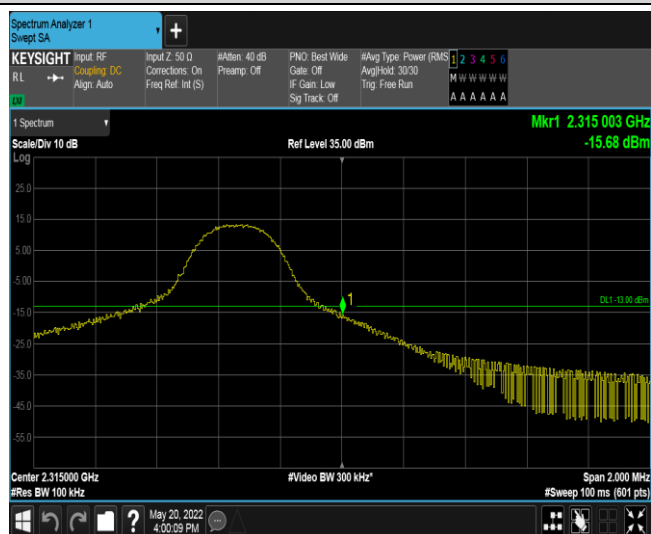 Spectrum Analyzer 1
Swept SA
KEYSIGHT
RL
Input: RF
Coupling: DC
Align: Auto
Input Z: 50 Ω
Corrections: On
Freq Ref: Int (S)
#Atten: 40 dB
Preamp: Off
PNO: Best Wide
Gate: Off
IF Gain: Low
Sig Track: Off
#Avg Type: Power (RMS
Avg|Hold: 30/30
Trig: Free Run
1 2 3 4 5 6
M W W W W W
A A A A A A
1 Spectrum
Scale/Div 10 dB
Ref Level 35.00 dBm
Mkr1 2.315 003 GHz
-15.68 dBm
Log
25.0
15.0
5.00
-5.00
1
DL1 -13.00 dBm
-15.0
-25.0
-35.0
-45.0
-55.0
Center 2.315000 GHz
#Video BW 300 kHz*
Span 2.000 MHz
#Res BW 100 kHz
#Sweep 100 ms (601 pts)
?
May 20, 2022
4:00:09 PM